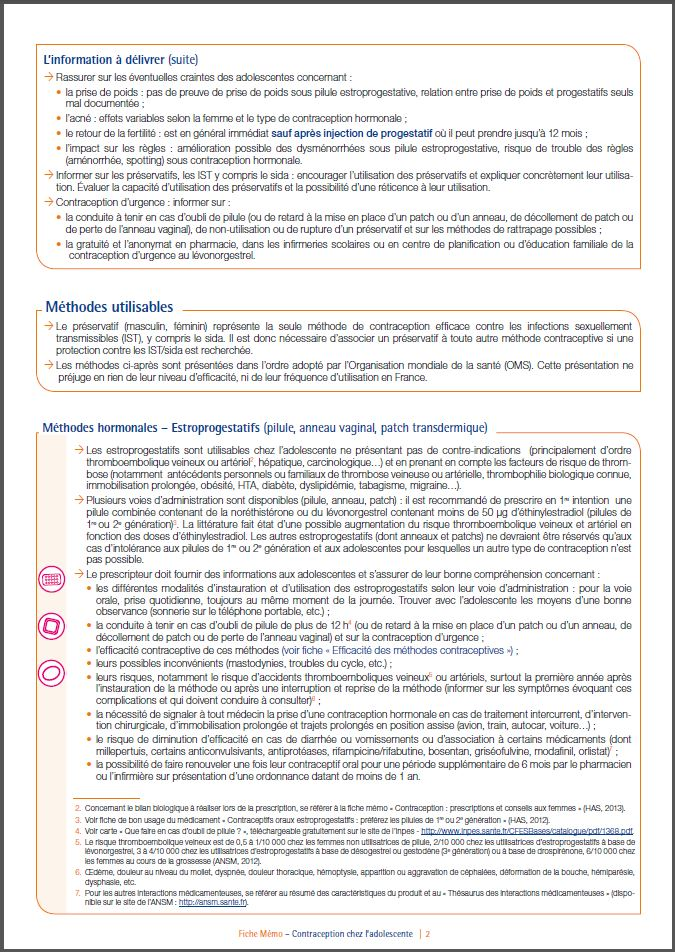 L'information à délivrer (suite)
→ Rassurer sur les éventuelles craintes des adolescentes concernant :
• la prise de poids : pas de preuve de prise de poids sous pilule estroprogestative, relation entre prise de poids et progestatifs seuls
mal documentée ;
• l'acné : effets variables selon la femme et le type de contraception hormonale ;
• le retour de la fertilité : est en général immédiat sauf après injection de progestatif où il peut prendre jusqu'à 12 mois ;
• l'impact sur les règles : amélioration possible des dysménorrhées sous pilule estroprogestative, risque de trouble des règles
(aménorrhée, spotting) sous contraception hormonale.
→ Informer sur les préservatifs, les IST y compris le sida : encourager l'utilisation des préservatifs et expliquer concrètement leur utilisa-
tion. Évaluer la capacité d'utilisation des préservatifs et la possibilité d'une réticence à leur utilisation.
→ Contraception d'urgence : informer sur :
• la conduite à tenir en cas d'oubli de pilule (ou de retard à la mise en place d'un patch ou d'un anneau, de décollement de patch ou
de perte de l'anneau vaginal), de non-utilisation ou de rupture d'un préservatif et sur les méthodes de rattrapage possibles ;
• la gratuité et l'anonymat en pharmacie, dans les infirmeries scolaires ou en centre de planification ou d'éducation familiale de la
contraception d'urgence au lévonorgestrel.
Méthodes utilisables
→ Le préservatif (masculin, féminin) représente la seule méthode de contraception efficace contre les infections sexuellement
transmissibles (IST), y compris le sida. Il est donc nécessaire d'associer un préservatif à toute autre méthode contraceptive si une
protection contre les IST/sida est recherchée.
→ Les méthodes ci-après sont présentées dans l'ordre adopté par l'Organisation mondiale de la santé (OMS). Cette présentation ne
préjuge en rien de leur niveau d'efficacité, ni de leur fréquence d'utilisation en France.
Méthodes hormonales – Estroprogestatifs (pilule, anneau vaginal, patch transdermique)
→ Les estroprogestatifs sont utilisables chez l'adolescente ne présentant pas de contre-indications (principalement d'ordre
thromboembolique veineux ou artériel², hépatique, carcinologique…) et en prenant en compte les facteurs de risque de throm-
bose (notamment antécédents personnels ou familiaux de thrombose veineuse ou artérielle, thrombophilie biologique connue,
immobilisation prolongée, obésité, HTA, diabète, dyslipidémie, tabagisme, migraine…).
→ Plusieurs voies d'administration sont disponibles (pilule, anneau, patch) : il est recommandé de prescrire en 1re intention une
pilule combinée contenant de la noréthistérone ou du lévonorgestrel contenant moins de 50 µg d'éthinylestradiol (pilules de
1re ou 2e génération)³. La littérature fait état d'une possible augmentation du risque thromboembolique veineux et artériel en
fonction des doses d'éthinylestradiol. Les autres estroprogestatifs (dont anneaux et patchs) ne devraient être réservés qu'aux
cas d'intolérance aux pilules de 1re ou 2e génération et aux adolescentes pour lesquelles un autre type de contraception n'est
pas possible.
→ Le prescripteur doit fournir des informations aux adolescentes et s'assurer de leur bonne compréhension concernant :
• les différentes modalités d'instauration et d'utilisation des estroprogestatifs selon leur voie d'administration : pour la voie
orale, prise quotidienne, toujours au même moment de la journée. Trouver avec l'adolescente les moyens d'une bonne
observance (sonnerie sur le téléphone portable, etc.) ;
• la conduite à tenir en cas d'oubli de pilule de plus de 12 h⁴ (ou de retard à la mise en place d'un patch ou d'un anneau, de
décollement de patch ou de perte de l'anneau vaginal) et sur la contraception d'urgence ;
• l'efficacité contraceptive de ces méthodes (voir fiche « Efficacité des méthodes contraceptives ») ;
• leurs possibles inconvénients (mastodynies, troubles du cycle, etc.) ;
• leurs risques, notamment le risque d'accidents thromboemboliques veineux⁵ ou artériels, surtout la première année après
l'instauration de la méthode ou après une interruption et reprise de la méthode (informer sur les symptômes évoquant ces
complications et qui doivent conduire à consulter)⁶ ;
• la nécessité de signaler à tout médecin la prise d'une contraception hormonale en cas de traitement intercurrent, d'interven-
tion chirurgicale, d'immobilisation prolongée et trajets prolongés en position assise (avion, train, autocar, voiture…) ;
• le risque de diminution d'efficacité en cas de diarrhée ou vomissements ou d'association à certains médicaments (dont
millepertuis, certains anticonvulsivants, antiprotéases, rifampicine/rifabutine, bosentan, griséofulvine, modafinil, orlistat)⁷ ;
• la possibilité de faire renouveler une fois leur contraceptif oral pour une période supplémentaire de 6 mois par le pharmacien
ou l'infirmière sur présentation d'une ordonnance datant de moins de 1 an.
2. Concernant le bilan biologique à réaliser lors de la prescription, se référer à la fiche mémo « Contraception : prescriptions et conseils aux femmes » (HAS, 2013).
3. Voir fiche de bon usage du médicament « Contraceptifs oraux estroprogestatifs : préférez les pilules de 1re ou 2e génération » (HAS, 2012).
4. Voir carte « Que faire en cas d'oubli de pilule ? », téléchargeable gratuitement sur le site de l'Inpes - http://www.inpes.sante.fr/CFESBases/catalogue/pdf/1368.pdf.
5. Le risque thromboembolique veineux est de 0,5 à 1/10 000 chez les femmes non utilisatrices de pilule, 2/10 000 chez les utilisatrices d'estroprogestatifs à base de
lévonorgestrel, 3 à 4/10 000 chez les utilisatrices d'estroprogestatifs à base de désogestrel ou gestodène (3e génération) ou à base de drospirénone, 6/10 000 chez
les femmes au cours de la grossesse (ANSM, 2012).
6. Œdème, douleur au niveau du mollet, dyspnée, douleur thoracique, hémoptysie, apparition ou aggravation de céphalées, déformation de la bouche, hémiparésie,
dysphasie, etc.
7. Pour les autres interactions médicamenteuses, se référer au résumé des caractéristiques du produit et au « Thésaurus des interactions médicamenteuses » (dispo-
nible sur le site de l'ANSM : http://ansm.sante.fr).
Fiche Mémo – Contraception chez l'adolescente | 2